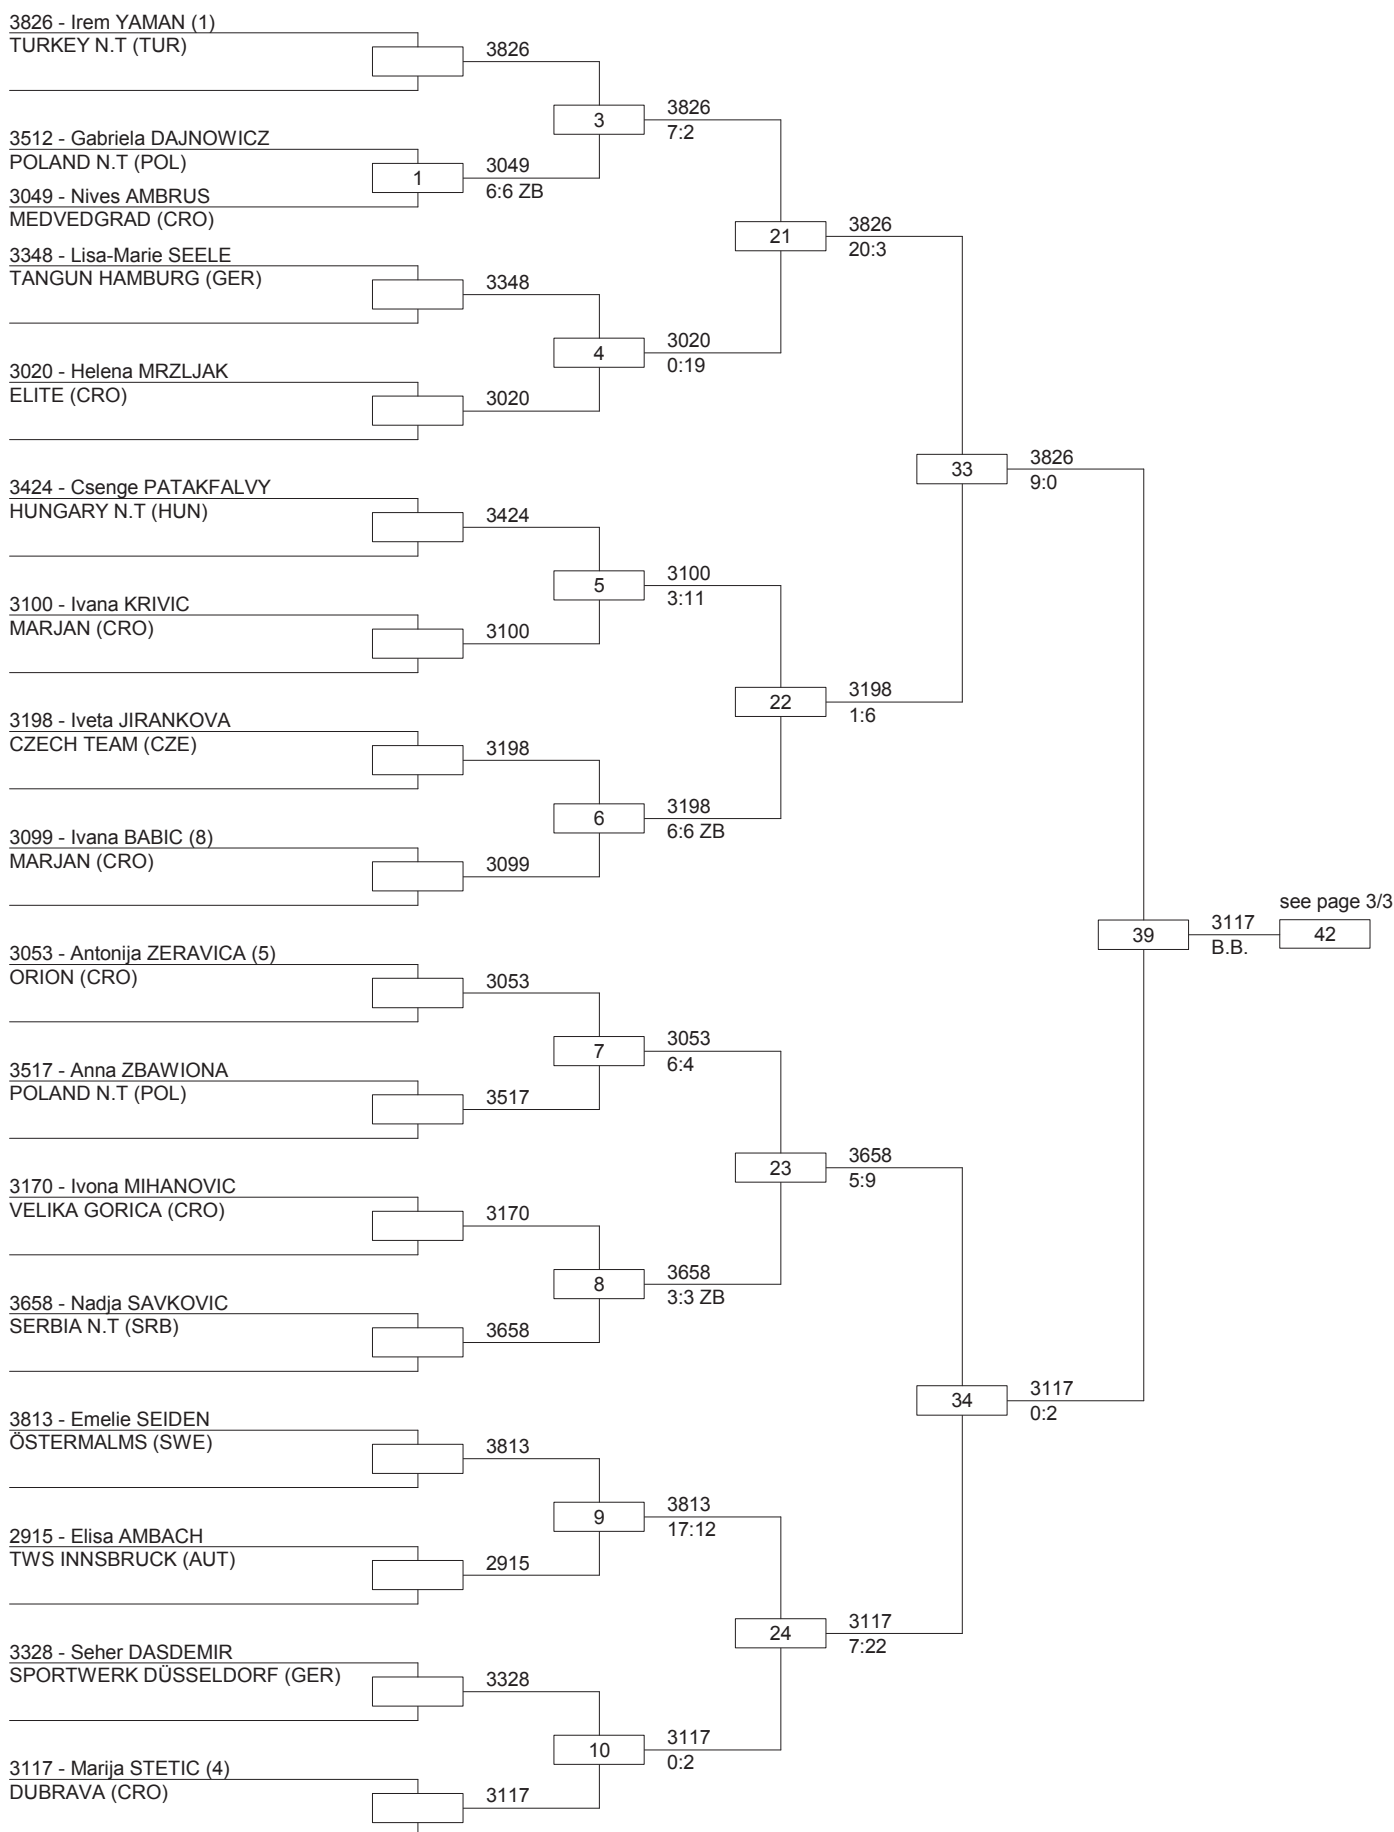 3826 - Irem YAMAN (1)
TURKEY N.T (TUR)
3826
3
3826
7:2
3512 - Gabriela DAJNOWICZ
POLAND N.T (POL)
1
3049
6:6 ZB
3049 - Nives AMBRUS
MEDVEDGRAD (CRO)
21
3826
20:3
3348 - Lisa-Marie SEELE
TANGUN HAMBURG (GER)
3348
4
3020
0:19
3020 - Helena MRZLJAK
ELITE (CRO)
3020
33
3826
9:0
3424 - Csenge PATAKFALVY
HUNGARY N.T (HUN)
3424
5
3100
3:11
3100 - Ivana KRIVIC
MARJAN (CRO)
3100
22
3198
1:6
3198 - Iveta JIRANKOVA
CZECH TEAM (CZE)
3198
6
3198
6:6 ZB
3099 - Ivana BABIC (8)
MARJAN (CRO)
3099
see page 3/3
39
3117
B.B.
42
3053 - Antonija ZERAVICA (5)
ORION (CRO)
3053
7
3053
6:4
3517 - Anna ZBAWIONA
POLAND N.T (POL)
3517
23
3658
5:9
3170 - Ivona MIHANOVIC
VELIKA GORICA (CRO)
3170
8
3658
3:3 ZB
3658 - Nadja SAVKOVIC
SERBIA N.T (SRB)
3658
34
3117
0:2
3813 - Emelie SEIDEN
ÖSTERMALMS (SWE)
3813
9
3813
17:12
2915 - Elisa AMBACH
TWS INNSBRUCK (AUT)
2915
24
3117
7:22
3328 - Seher DASDEMIR
SPORTWERK DÜSSELDORF (GER)
3328
10
3117
0:2
3117 - Marija STETIC (4)
DUBRAVA (CRO)
3117